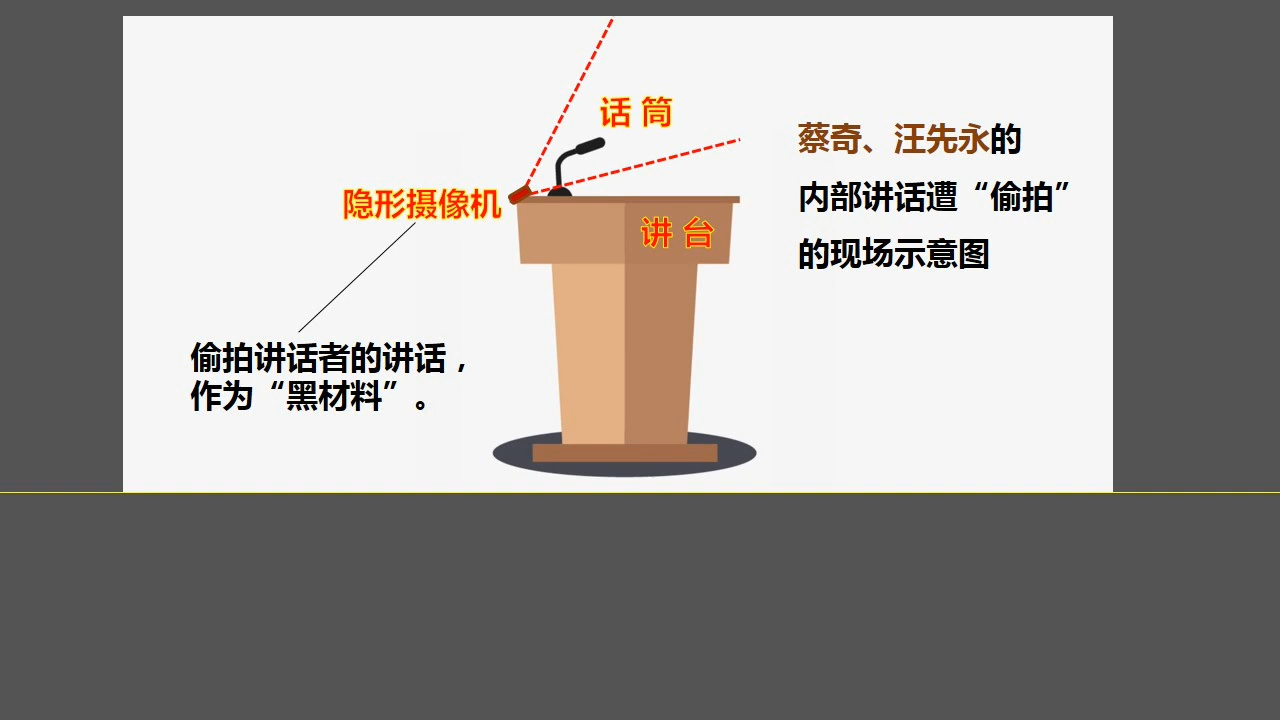 话 筒
蔡奇、汪先永的
内部讲话遭“偷拍”
的现场示意图
隐形摄像机
讲 台
偷拍讲话者的讲话，
作为“黑材料”。